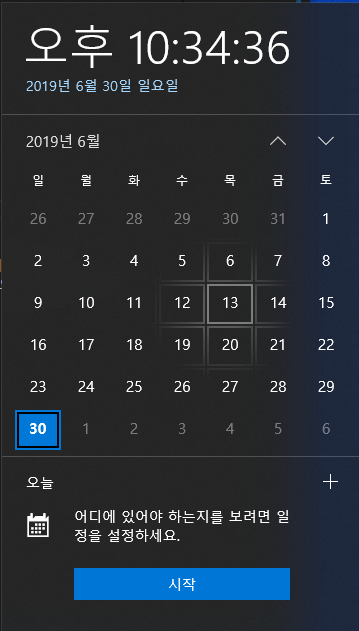 오후 10:34:36
2019년 6월 30일 일요일
2019년 6월
일 월 화 수 목 금 토
26 27 28 29 30 31 1
2 3 4 5 6 7 8
9 10 11 12 13 14 15
16 17 18 19 20 21 22
23 24 25 26 27 28 29
30 1 2 3 4 5 6
오늘
어디에 있어야 하는지를 보려면 일
정을 설정하세요.
시작